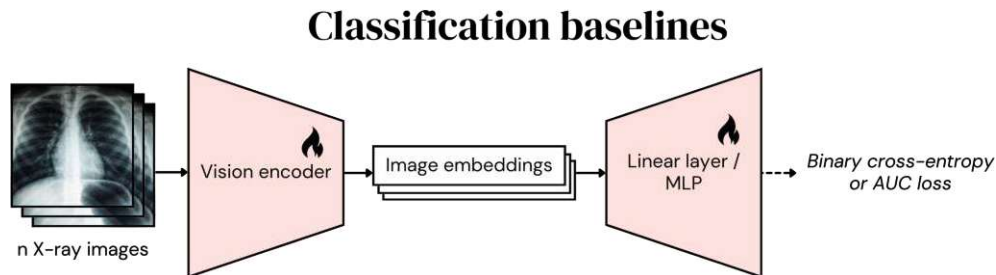 Classification baselines
n X-ray images
Vision encoder
Image embeddings
Linear layer /
MLP
Binary cross-entropy
or AUC loss